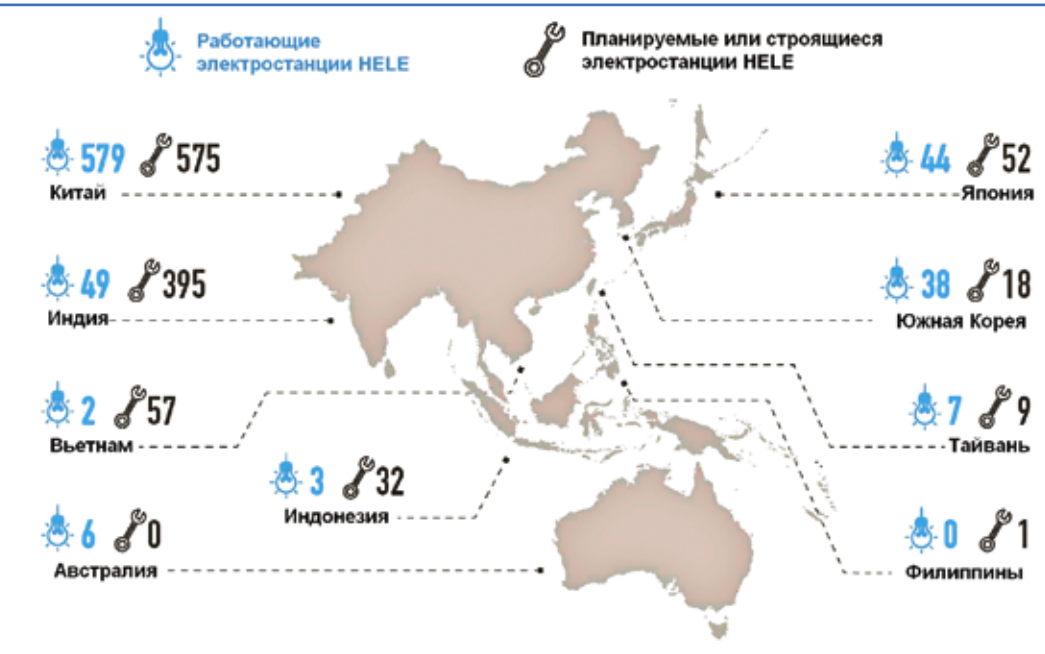 Работающие
электростанции HELE
Планируемые или строящиеся
электростанции HELE
579 575
Китай
44 52
Япония
49 395
Индия
38 18
Южная Корея
2 57
Вьетнам
7 9
Тайвань
3 32
Индонезия
6 0
Австралия
0 1
Филиппины